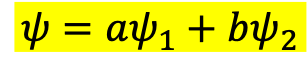 ψ = aψ₁ + bψ₂